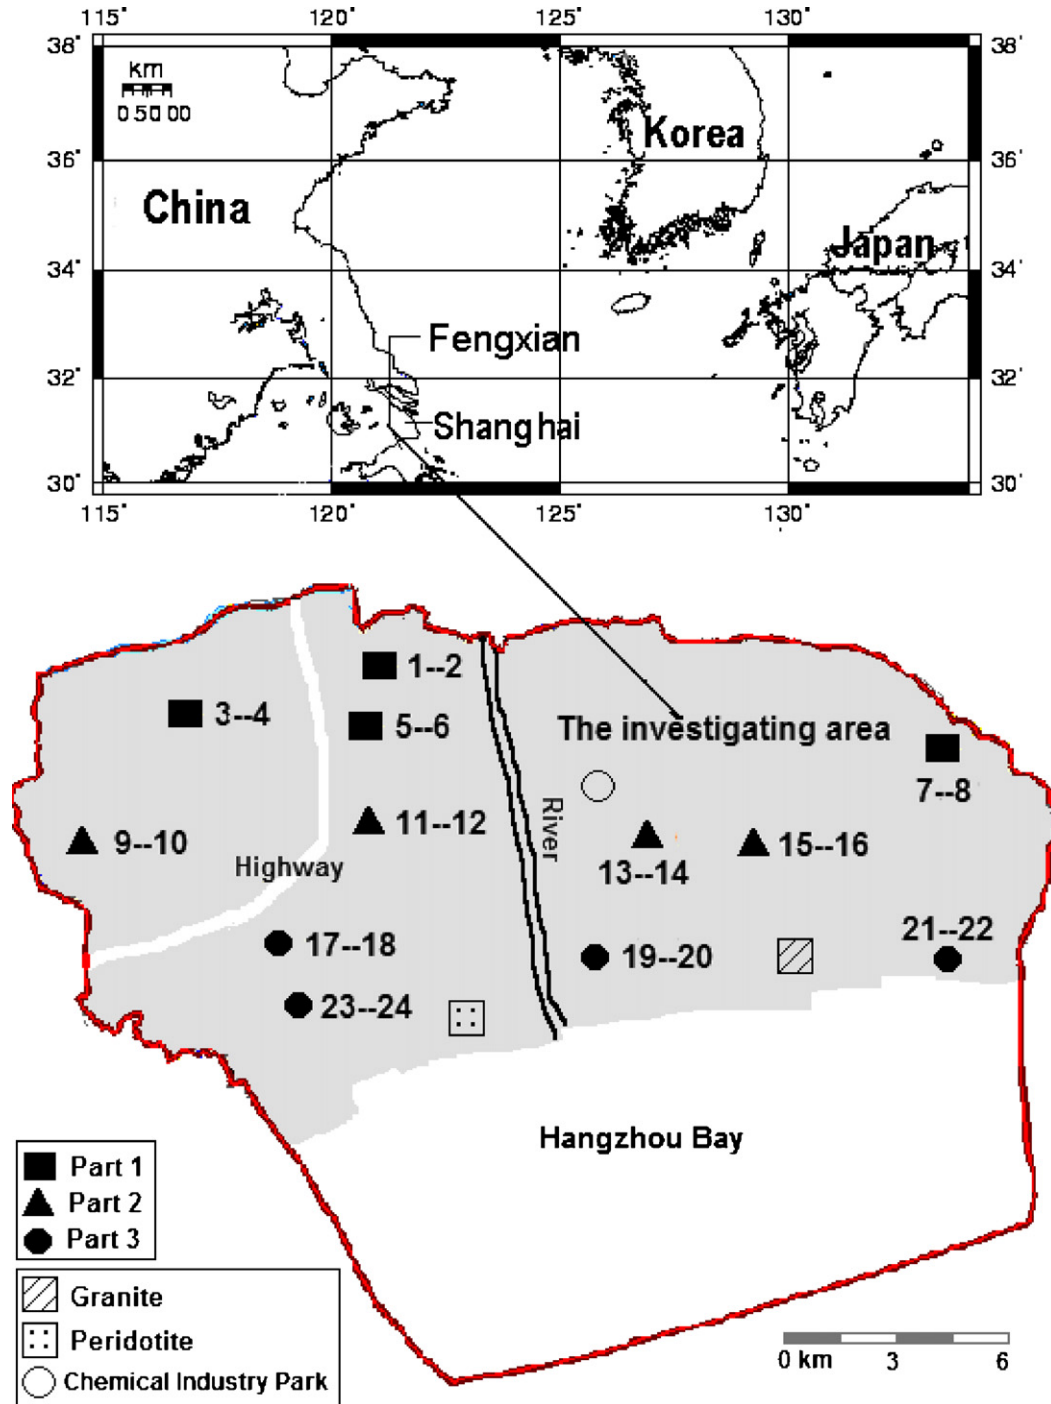 115° 120° 125° 130°
38° 38°
km
0 50 00
Korea
36° 36°
China
Japan
34° 34°
Fengxian
32° 32°
Shanghai
30° 30°
115° 120° 125° 130°
1--2
3--4
5--6
The investigating area
7--8
River
11--12
9--10
15--16
Highway
13--14
21--22
17--18
19--20
23--24
Hangzhou Bay
Part 1
Part 2
Part 3
Granite
Peridotite
Chemical Industry Park
0 km 3 6